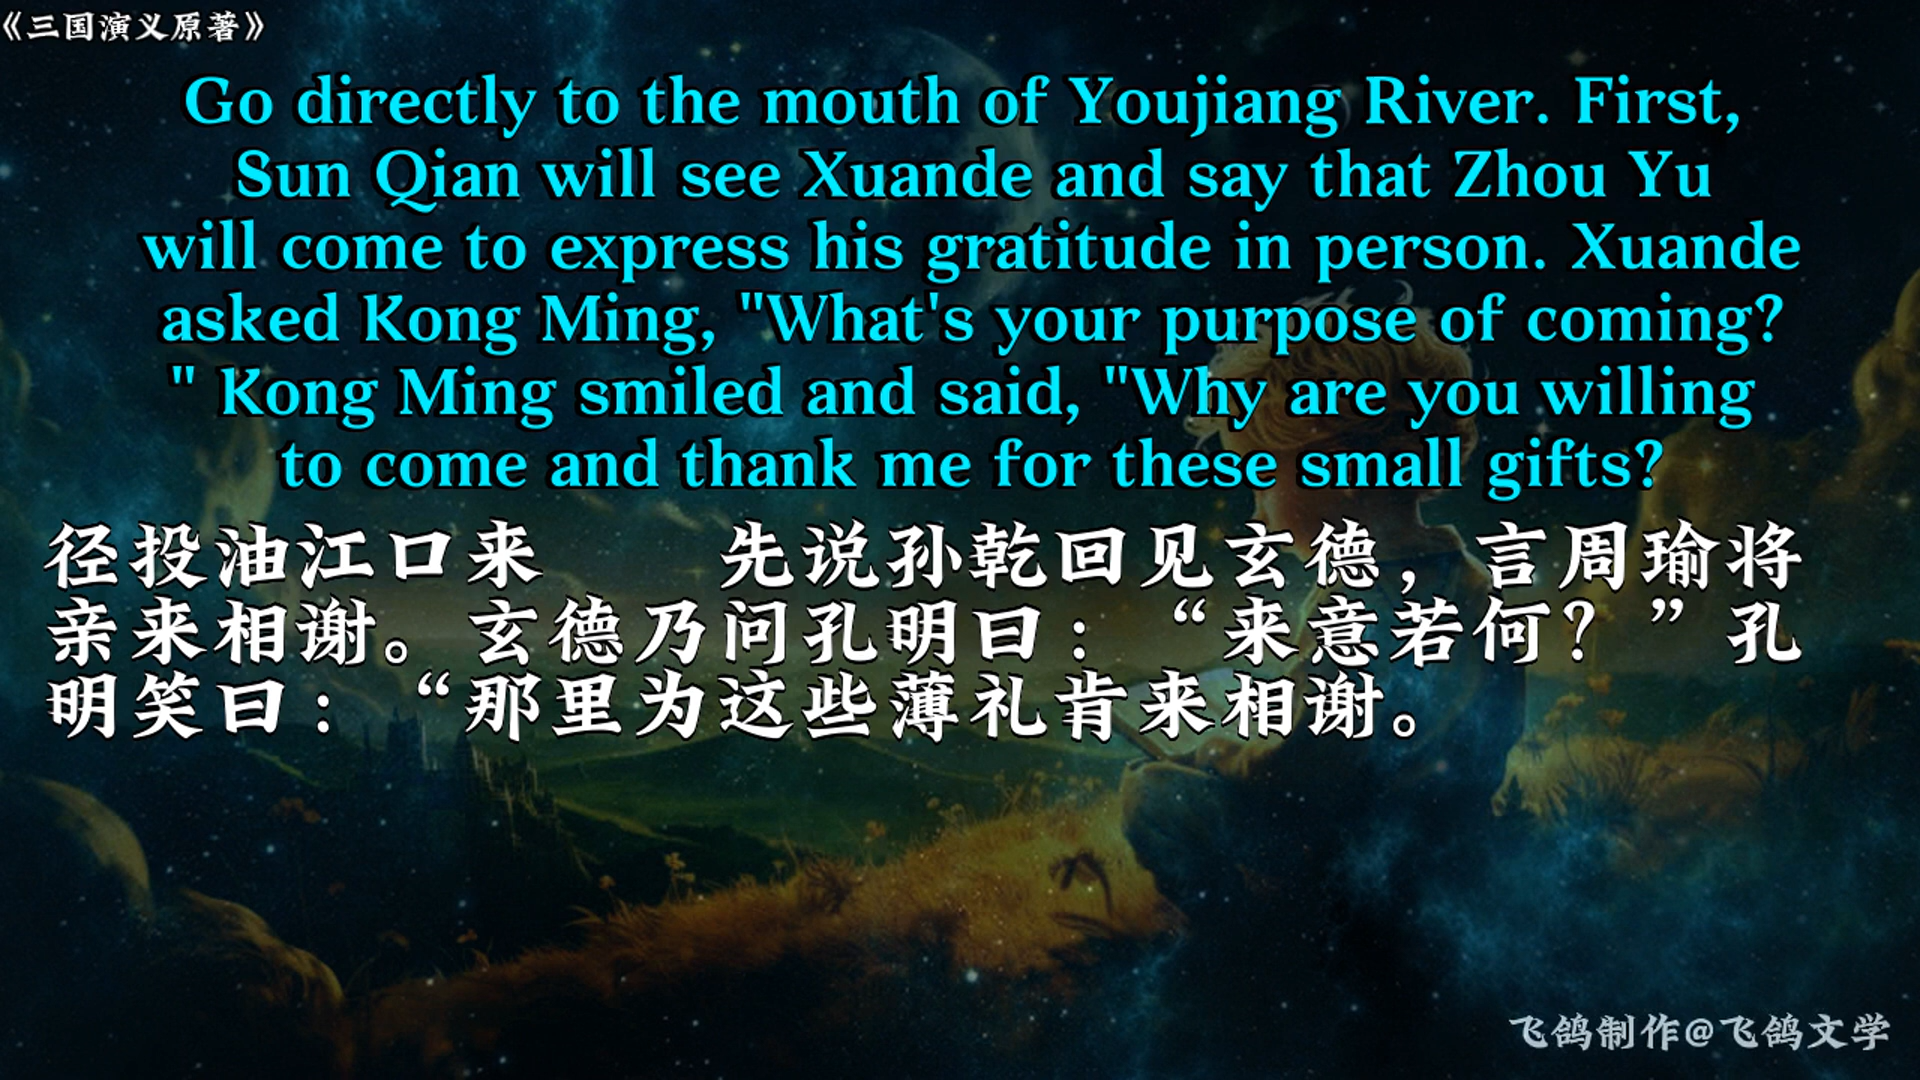 《三国演义原著》
Go directly to the mouth of Youjiang River. First,
Sun Qian will see Xuande and say that Zhou Yu
will come to express his gratitude in person. Xuande
asked Kong Ming, "What's your purpose of coming?
" Kong Ming smiled and said, "Why are you willing
to come and thank me for these small gifts?
径投油江口来　　先说孙乾回见玄德，言周瑜将
亲来相谢。玄德乃问孔明曰：“来意若何？”孔
明笑曰：“那里为这些薄礼肯来相谢。
飞鸽制作@飞鸽文学